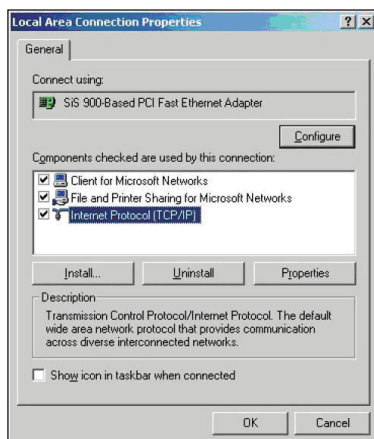 Local Area Connection Properties
General
Connect using:
SiS 900-Based PCI Fast Ethernet Adapter
Configure
Components checked are used by this connection:
Client for Microsoft Networks
File and Printer Sharing for Microsoft Networks
Internet Protocol (TCP/IP)
Install... Uninstall Properties
Description
Transmission Control Protocol/Internet Protocol. The default
wide area network protocol that provides communication
across diverse interconnected networks.
Show icon in taskbar when connected
OK Cancel